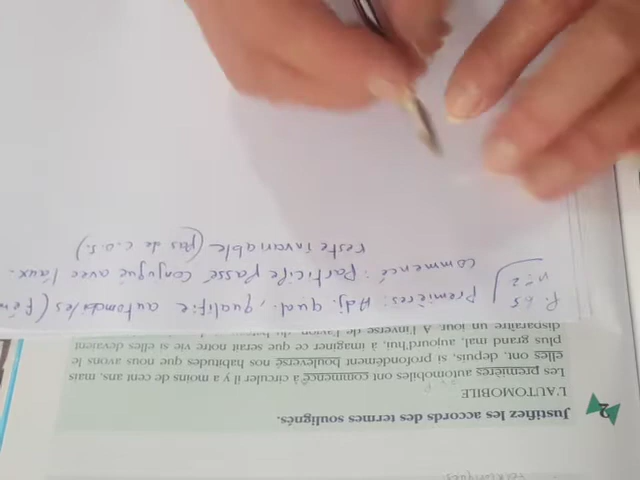 2 Justifiez les accords des termes soulignés.
L'AUTOMOBILE
Les premières automobiles ont commencé à circuler il y a moins de cent ans, mais
elles ont, depuis, si profondément bouleversé nos habitudes que nous avons le
plus grand mal, aujourd'hui, à imaginer ce que serait notre vie si elles devaient
disparaître un jour. A l'inverse de l'avion
P. 65
n°=2
Premières: Adj. qual., qualifie automobiles
commencé: Participe passé conjugué avec l'aux.
reste invariable (pas de c.o.d.)